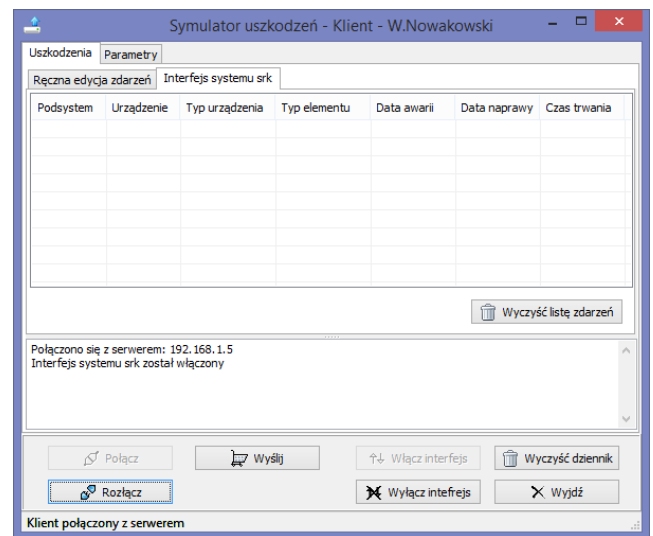 Symulator uszkodzeń - Klient - W.Nowakowski
Uszkodzenia Parametry
Ręczna edycja zdarzeń Interfejs systemu srk
Podsystem Urządzenie Typ urządzenia Typ elementu Data awarii Data naprawy Czas trwania
Wyczyść listę zdarzeń
Połączono się z serwerem: 192.168.1.5
Interfejs systemu srk został włączony
Połącz Wyślij Włącz interfejs Wyczyść dziennik
Rozłącz Wyłącz intefrejs Wyjdź
Klient połączony z serwerem